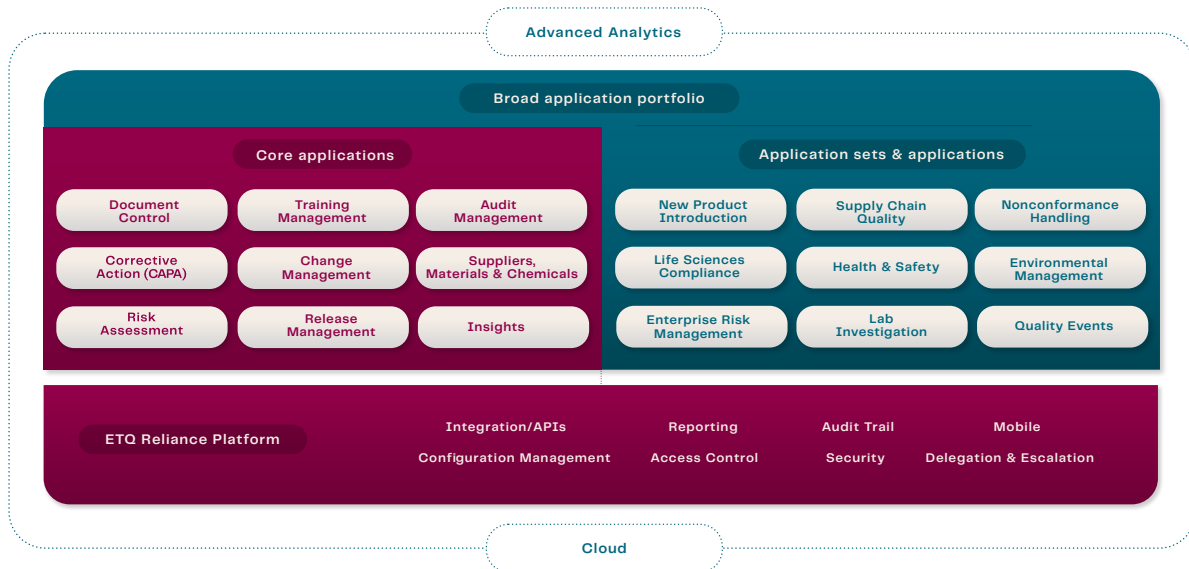 Advanced Analytics
Broad application portfolio
Core applications
Document
Control
Training
Management
Audit
Management
Corrective
Action (CAPA)
Change
Management
Suppliers,
Materials & Chemicals
Risk
Assessment
Release
Management
Insights
Application sets & applications
New Product
Introduction
Supply Chain
Quality
Nonconformance
Handling
Life Sciences
Compliance
Health & Safety
Environmental
Management
Enterprise Risk
Management
Lab
Investigation
Quality Events
ETQ Reliance Platform
Integration/APIs
Reporting
Audit Trail
Mobile
Configuration Management
Access Control
Security
Delegation & Escalation
Cloud